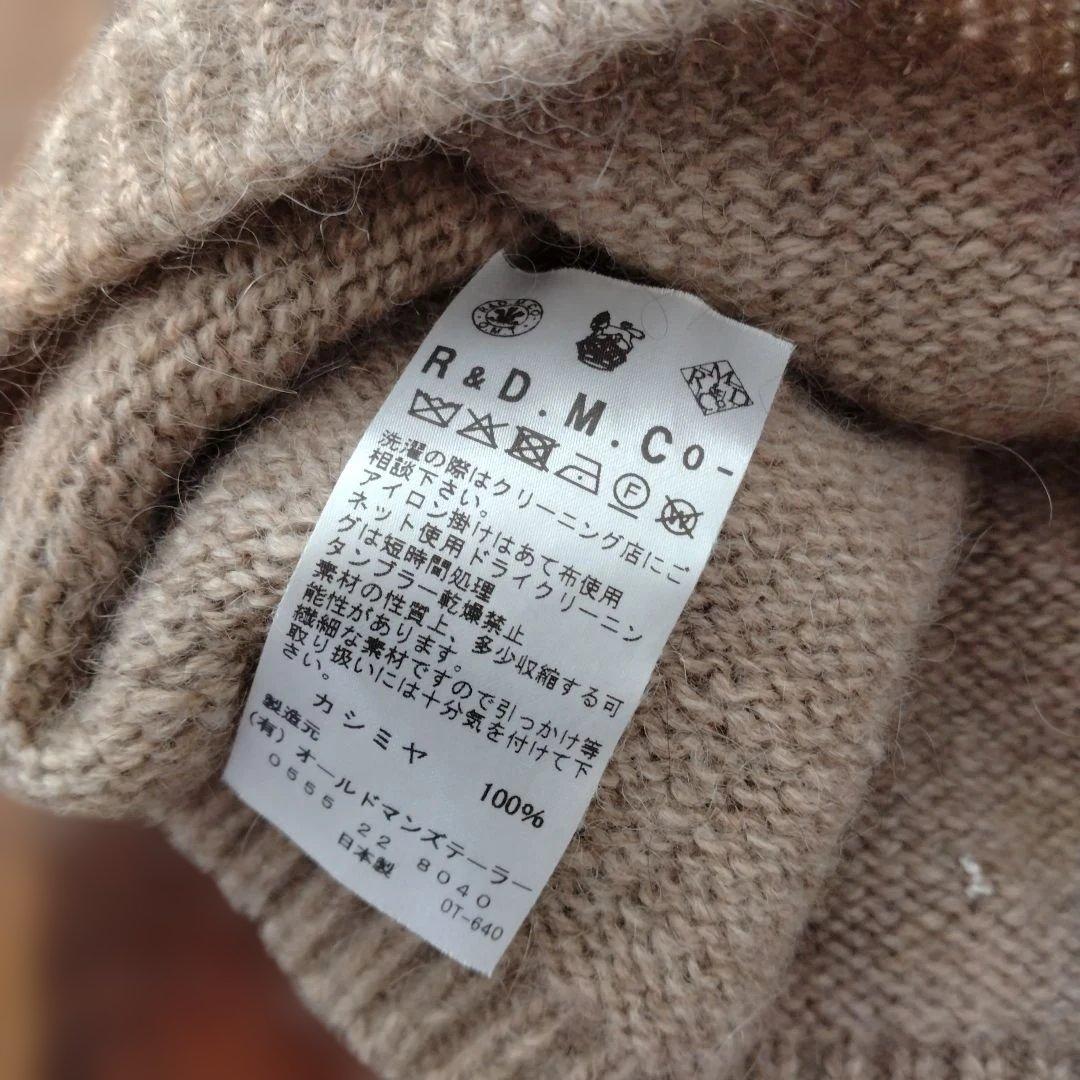 R&D.M.CO.
O.M.T.
R&D.M.Co-
F
W
洗濯の際はクリーニング店にご
相談下さい。
アイロン掛けはあて布使用
ネット使用ドライクリーニン
グは短時間処理
タンブラー乾燥禁止
素材の性質上、多少収縮する可
能性があります。
繊細な素材ですので引っかけ等
取り扱いには十分気を付けて下
さい。
カシミヤ 100%
製造元
(有)オールドマンズテーラー
0555 22 8040
日本製
OT-640